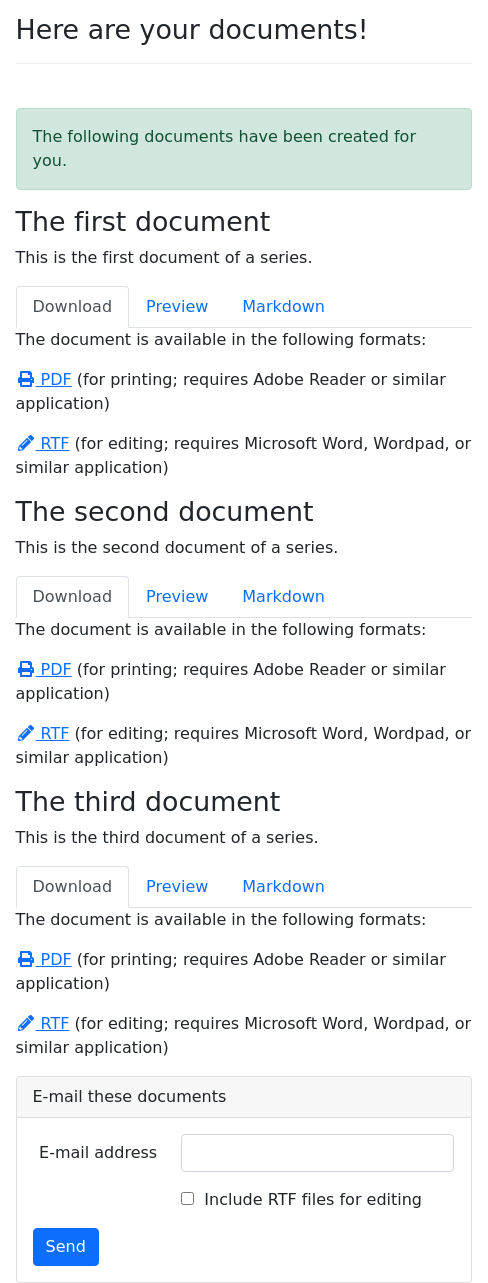 Here are your documents!
The following documents have been created for
you.
The first document
This is the first document of a series.
Download Preview Markdown
The document is available in the following formats:
PDF (for printing; requires Adobe Reader or similar
application)
RTF (for editing; requires Microsoft Word, Wordpad, or
similar application)
The second document
This is the second document of a series.
Download Preview Markdown
The document is available in the following formats:
PDF (for printing; requires Adobe Reader or similar
application)
RTF (for editing; requires Microsoft Word, Wordpad, or
similar application)
The third document
This is the third document of a series.
Download Preview Markdown
The document is available in the following formats:
PDF (for printing; requires Adobe Reader or similar
application)
RTF (for editing; requires Microsoft Word, Wordpad, or
similar application)
E-mail these documents
E-mail address
Include RTF files for editing
Send